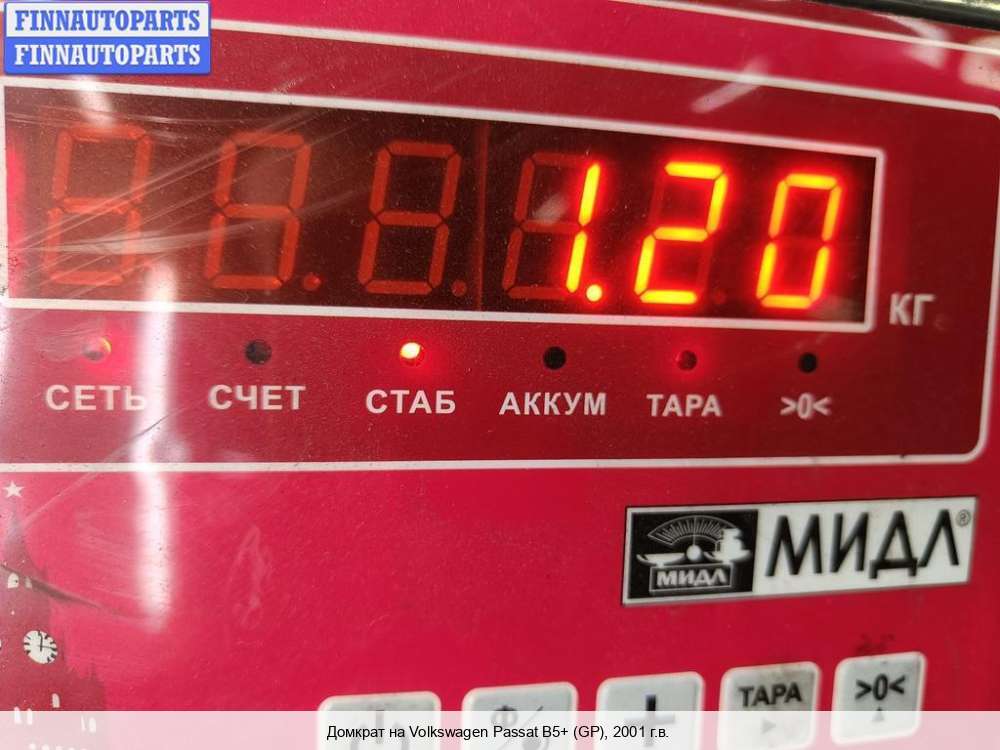 FINNAUTOPARTS
FINNAUTOPARTS
1.20
КГ
СЕТЬ СЧЕТ СТАБ АККУМ ТАРА >0<
МИДЛ МИДЛ®
ТАРА >0<
Домкрат на Volkswagen Passat B5+ (GP), 2001 г.в.